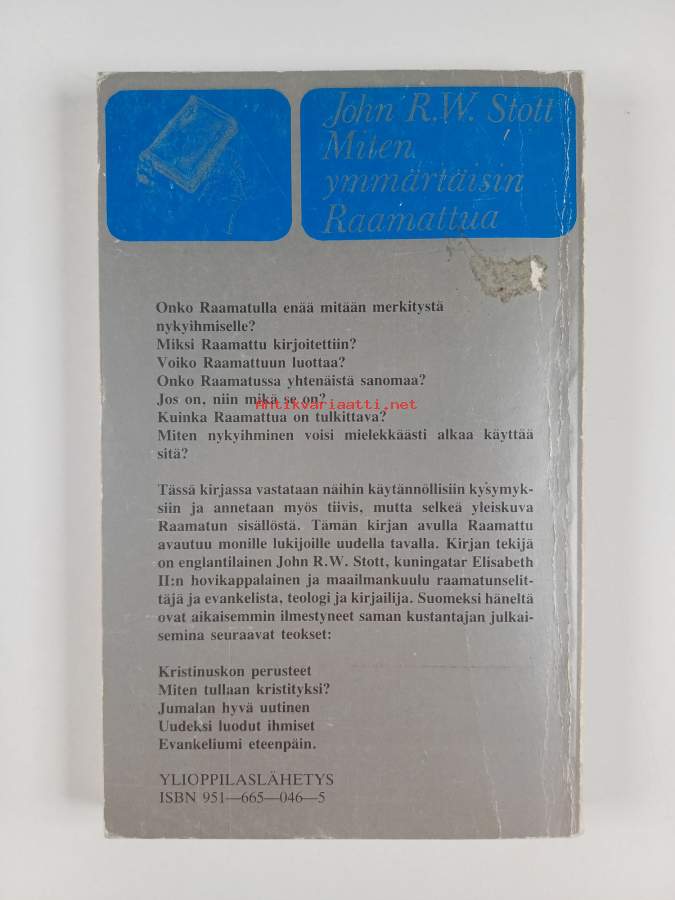 John R.W. Stott
Miten
ymmärtäisin
Raamattua
Onko Raamatulla enää mitään merkitystä
nykyihmiselle?
Miksi Raamattu kirjoitettiin?
Voiko Raamattuun luottaa?
Onko Raamatussa yhtenäistä sanomaa?
Jos on, niin mikä se on?
Antikvariaatti.net
Kuinka Raamattua on tulkittava?
Miten nykyihminen voisi mielekkäästi alkaa käyttää
sitä?
Tässä kirjassa vastataan näihin käytännöllisiin kysymyk-
siin ja annetaan myös tiivis, mutta selkeä yleiskuva
Raamatun sisällöstä. Tämän kirjan avulla Raamattu
avautuu monille lukijoille uudella tavalla. Kirjan tekijä
on englantilainen John R.W. Stott, kuningatar Elisabeth
II:n hovikappalainen ja maailmankuulu raamatunselit-
täjä ja evankelista, teologi ja kirjailija. Suomeksi häneltä
ovat aikaisemmin ilmestyneet saman kustantajan julkai-
semina seuraavat teokset:
Kristinuskon perusteet
Miten tullaan kristityksi?
Jumalan hyvä uutinen
Uudeksi luodut ihmiset
Evankeliumi eteenpäin.
YLIOPPILASLÄHETYS
ISBN 951—665—046—5